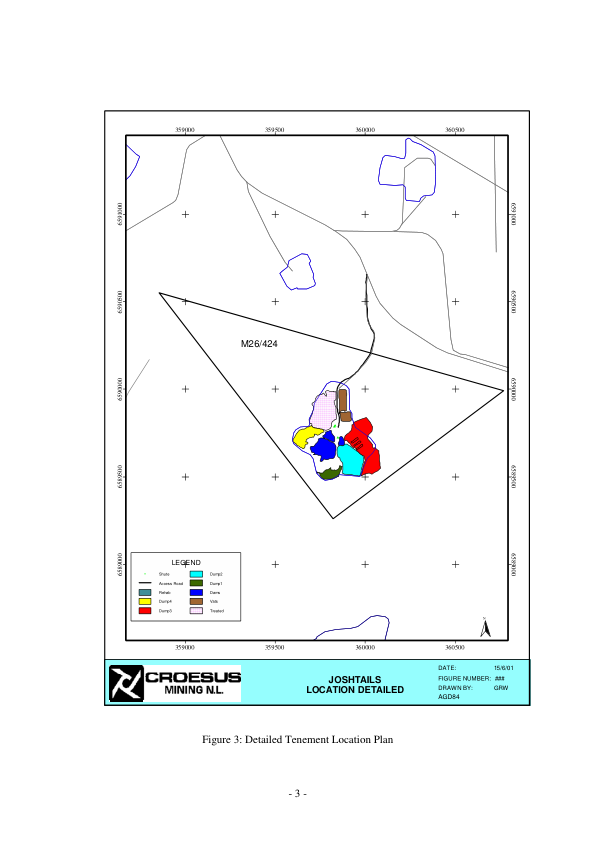 359000 359500 360000 360500
6591000 6591000
6590500 6590500
M26/424
6590000 6590000
6589500 6589500
6589000 6589000
LEGEND
Shore
Access Road
Rehab
Dump4
Dump3
Dump2
Dump1
Dams
Vats
Treated
359000 359500 360000 360500
CROESUS
MINING N.L.
JOSHTAILS
LOCATION DETAILED
DATE: 15/6/01
FIGURE NUMBER: ###
DRAWN BY: GRW
AGD84
Figure 3: Detailed Tenement Location Plan
- 3 -